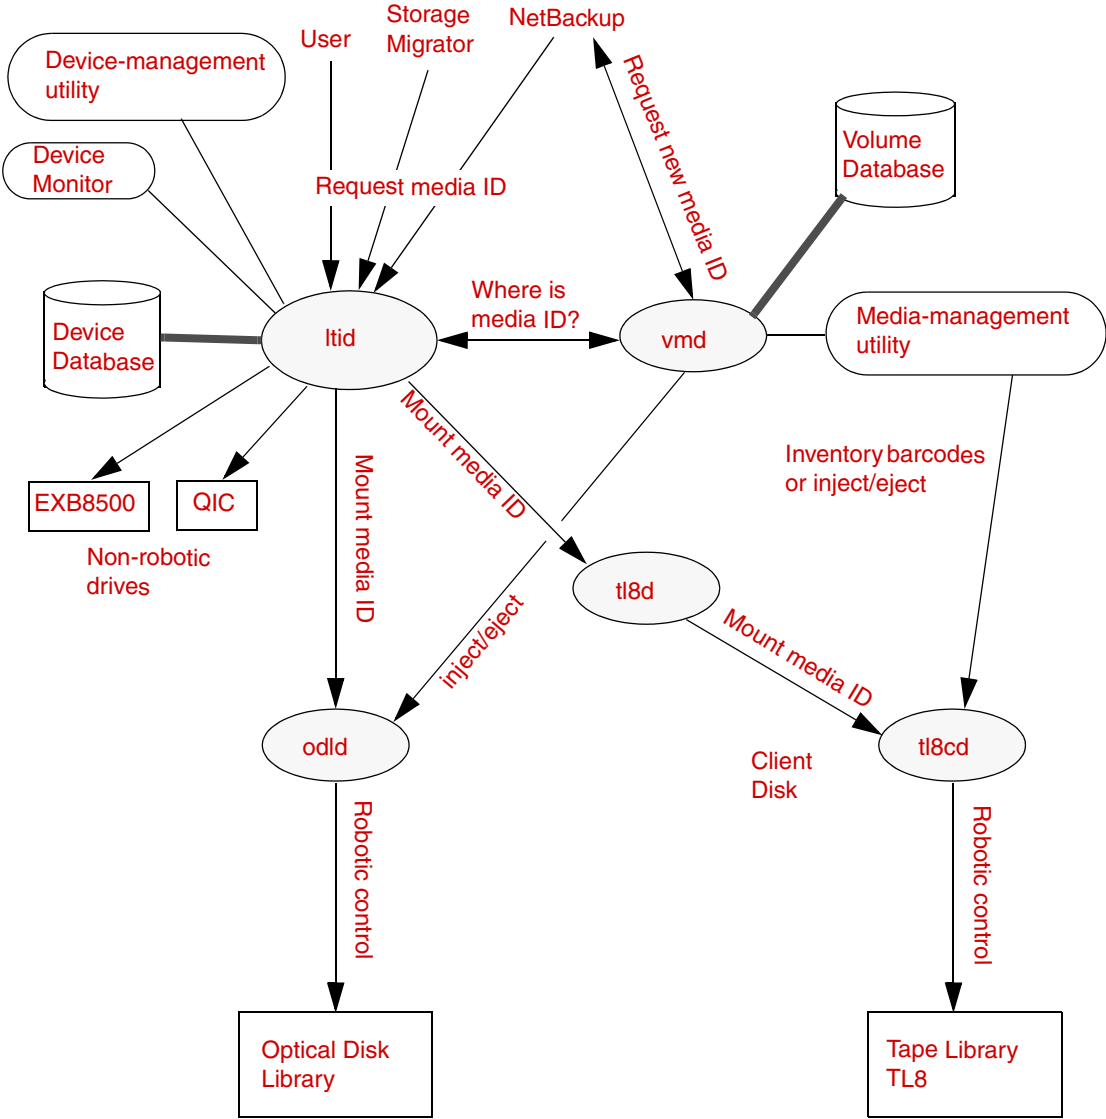 User
Storage
Migrator
NetBackup
Device-management
utility
Device
Monitor
Request media ID
Request new media ID
Volume
Database
Device
Database
ltid
Where is
media ID?
vmd
Media-management
utility
EXB8500
QIC
Non-robotic
drives
Mount media ID
Mount media ID
Inventory barcodes
or inject/eject
tl8d
inject/eject
Mount media ID
odld
Client
Disk
tl8cd
Robotic control
Robotic control
Optical Disk
Library
Tape Library
TL8